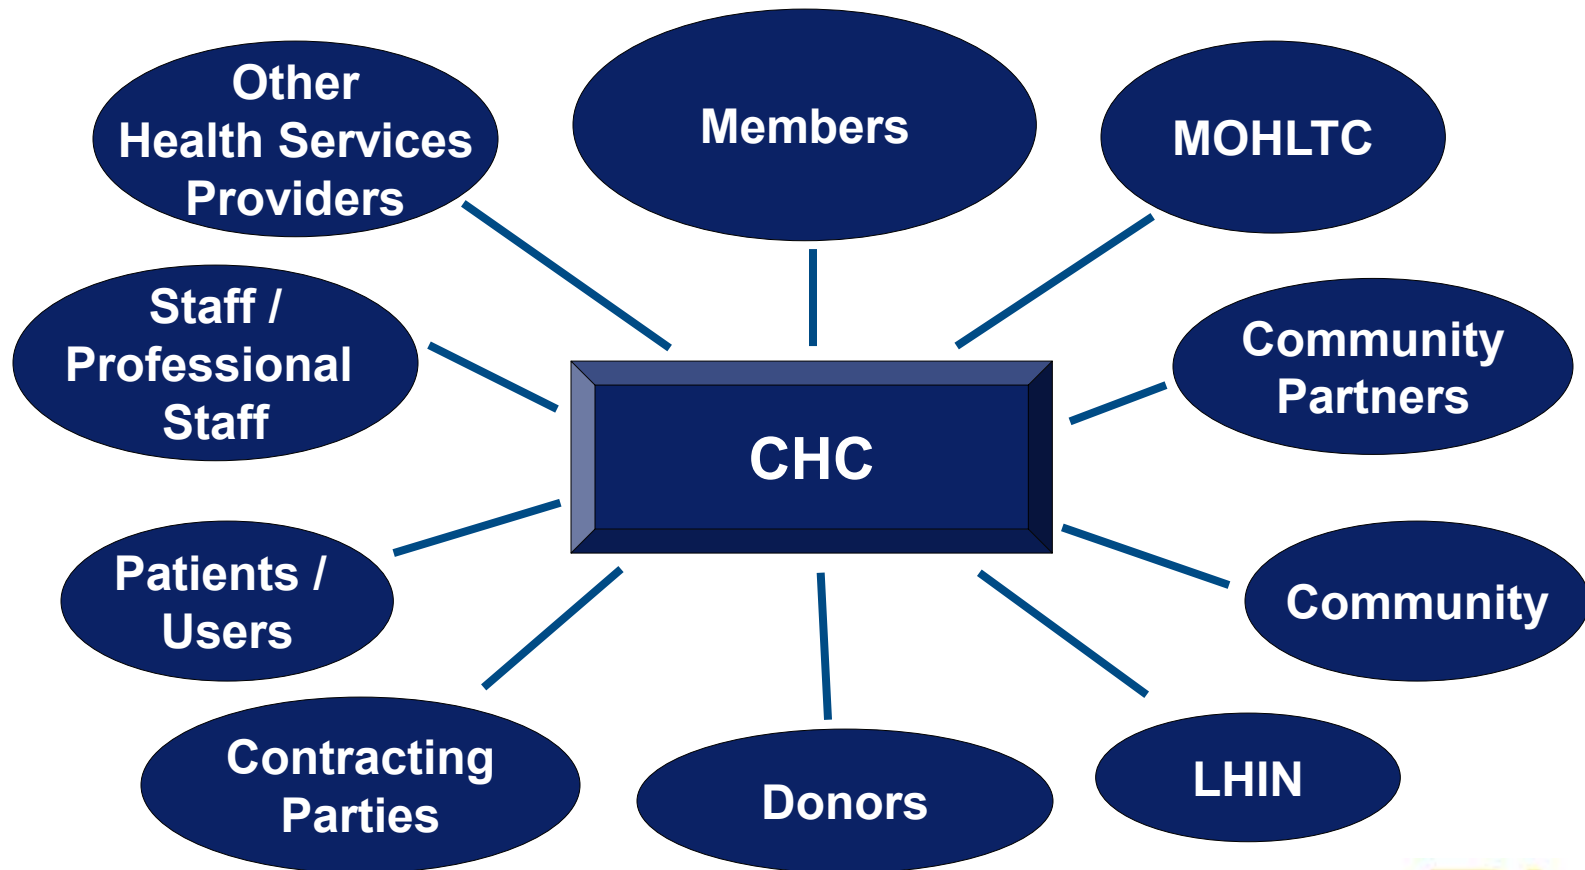 Other
Health Services
Providers
Members
MOHLTC
Staff /
Professional
Staff
Community
Partners
CHC
Patients /
Users
Community
Contracting
Parties
Donors
LHIN